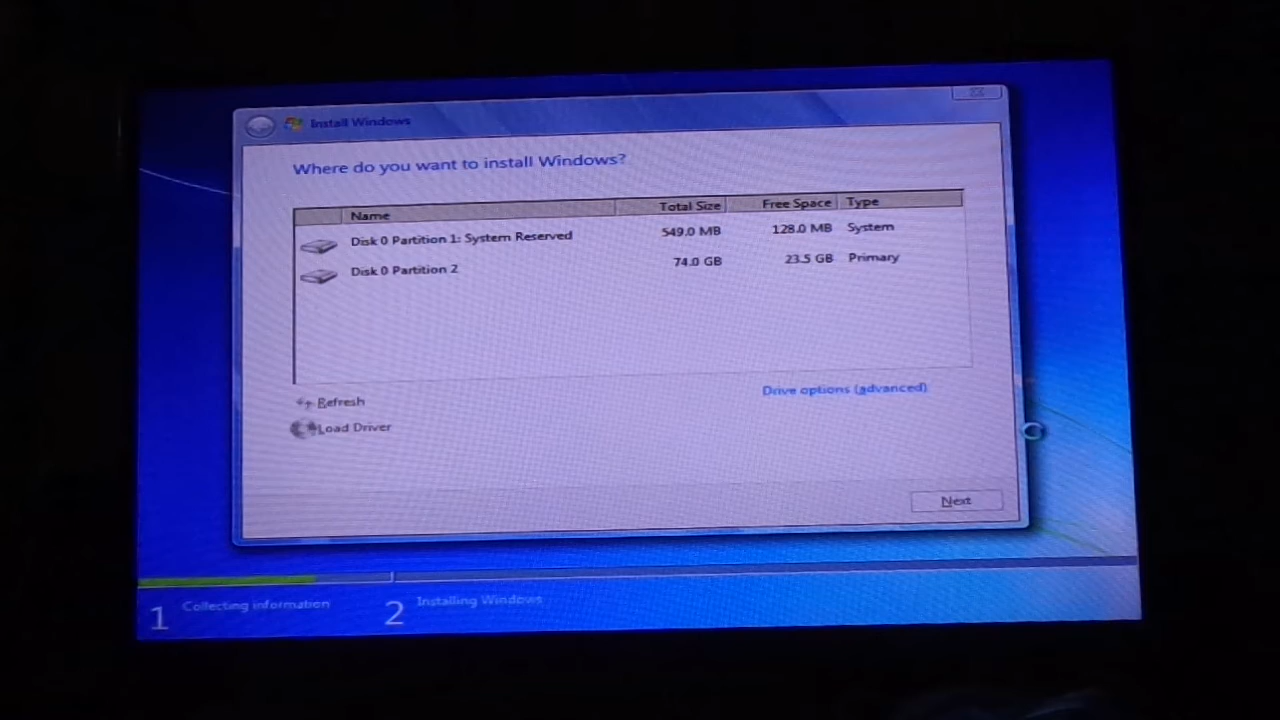 Install Windows
Where do you want to install Windows?
Name Total Size Free Space Type
Disk 0 Partition 1: System Reserved 549.0 MB 128.0 MB System
Disk 0 Partition 2 74.0 GB 23.5 GB Primary
Refresh Drive options (advanced)
Load Driver
Next
1 Collecting information 2 Installing Windows